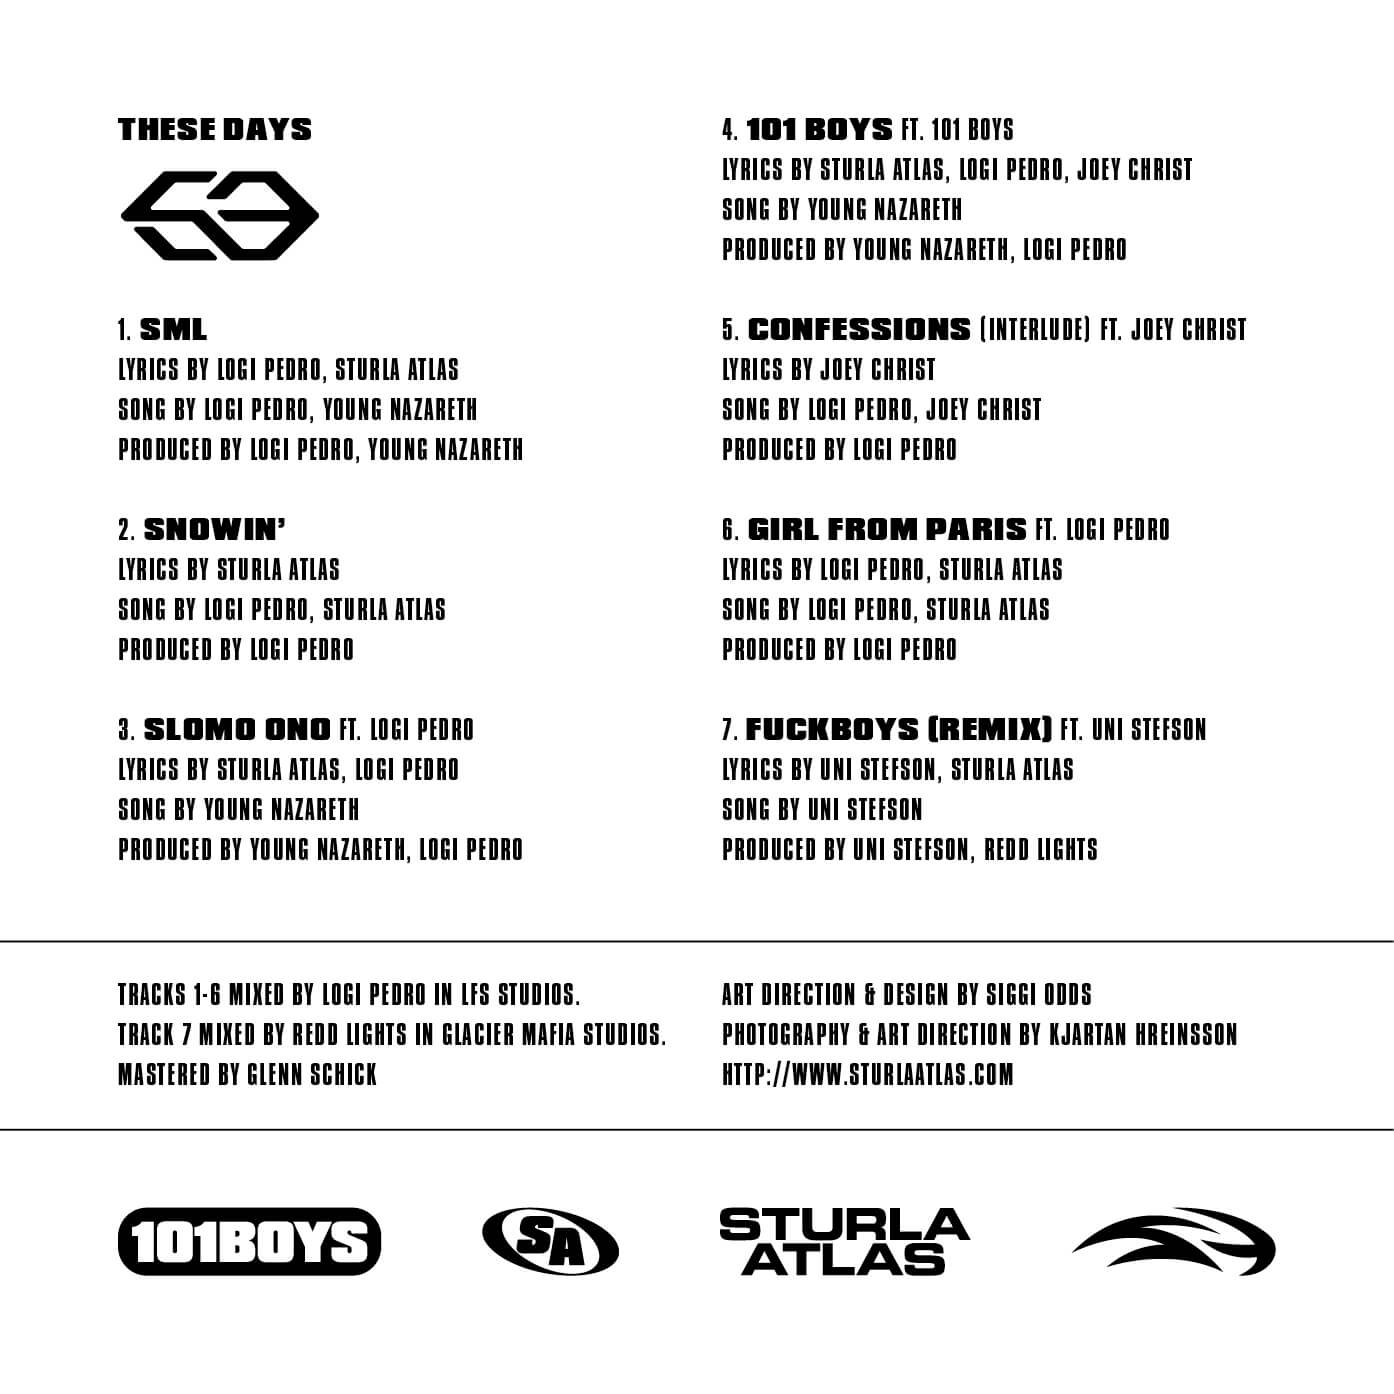 THESE DAYS
1. SML
LYRICS BY LOGI PEDRO, STURLA ATLAS
SONG BY LOGI PEDRO, YOUNG NAZARETH
PRODUCED BY LOGI PEDRO, YOUNG NAZARETH
2. SNOWIN’
LYRICS BY STURLA ATLAS
SONG BY LOGI PEDRO, STURLA ATLAS
PRODUCED BY LOGI PEDRO
3. SLOMO ONO FT. LOGI PEDRO
LYRICS BY STURLA ATLAS, LOGI PEDRO
SONG BY YOUNG NAZARETH
PRODUCED BY YOUNG NAZARETH, LOGI PEDRO
4. 101 BOYS FT. 101 BOYS
LYRICS BY STURLA ATLAS, LOGI PEDRO, JOEY CHRIST
SONG BY YOUNG NAZARETH
PRODUCED BY YOUNG NAZARETH, LOGI PEDRO
5. CONFESSIONS (INTERLUDE) FT. JOEY CHRIST
LYRICS BY JOEY CHRIST
SONG BY LOGI PEDRO, JOEY CHRIST
PRODUCED BY LOGI PEDRO
6. GIRL FROM PARIS FT. LOGI PEDRO
LYRICS BY LOGI PEDRO, STURLA ATLAS
SONG BY LOGI PEDRO, STURLA ATLAS
PRODUCED BY LOGI PEDRO
7. FUCKBOYS (REMIX) FT. UNI STEFSON
LYRICS BY UNI STEFSON, STURLA ATLAS
SONG BY UNI STEFSON
PRODUCED BY UNI STEFSON, REDD LIGHTS
TRACKS 1-6 MIXED BY LOGI PEDRO IN LFS STUDIOS.
TRACK 7 MIXED BY REDD LIGHTS IN GLACIER MAFIA STUDIOS.
MASTERED BY GLENN SCHICK
ART DIRECTION & DESIGN BY SIGGI ODDS
PHOTOGRAPHY & ART DIRECTION BY KJARTAN HREINSSON
HTTP://WWW.STURLAATLAS.COM
101BOYS
SA
STURLA
ATLAS